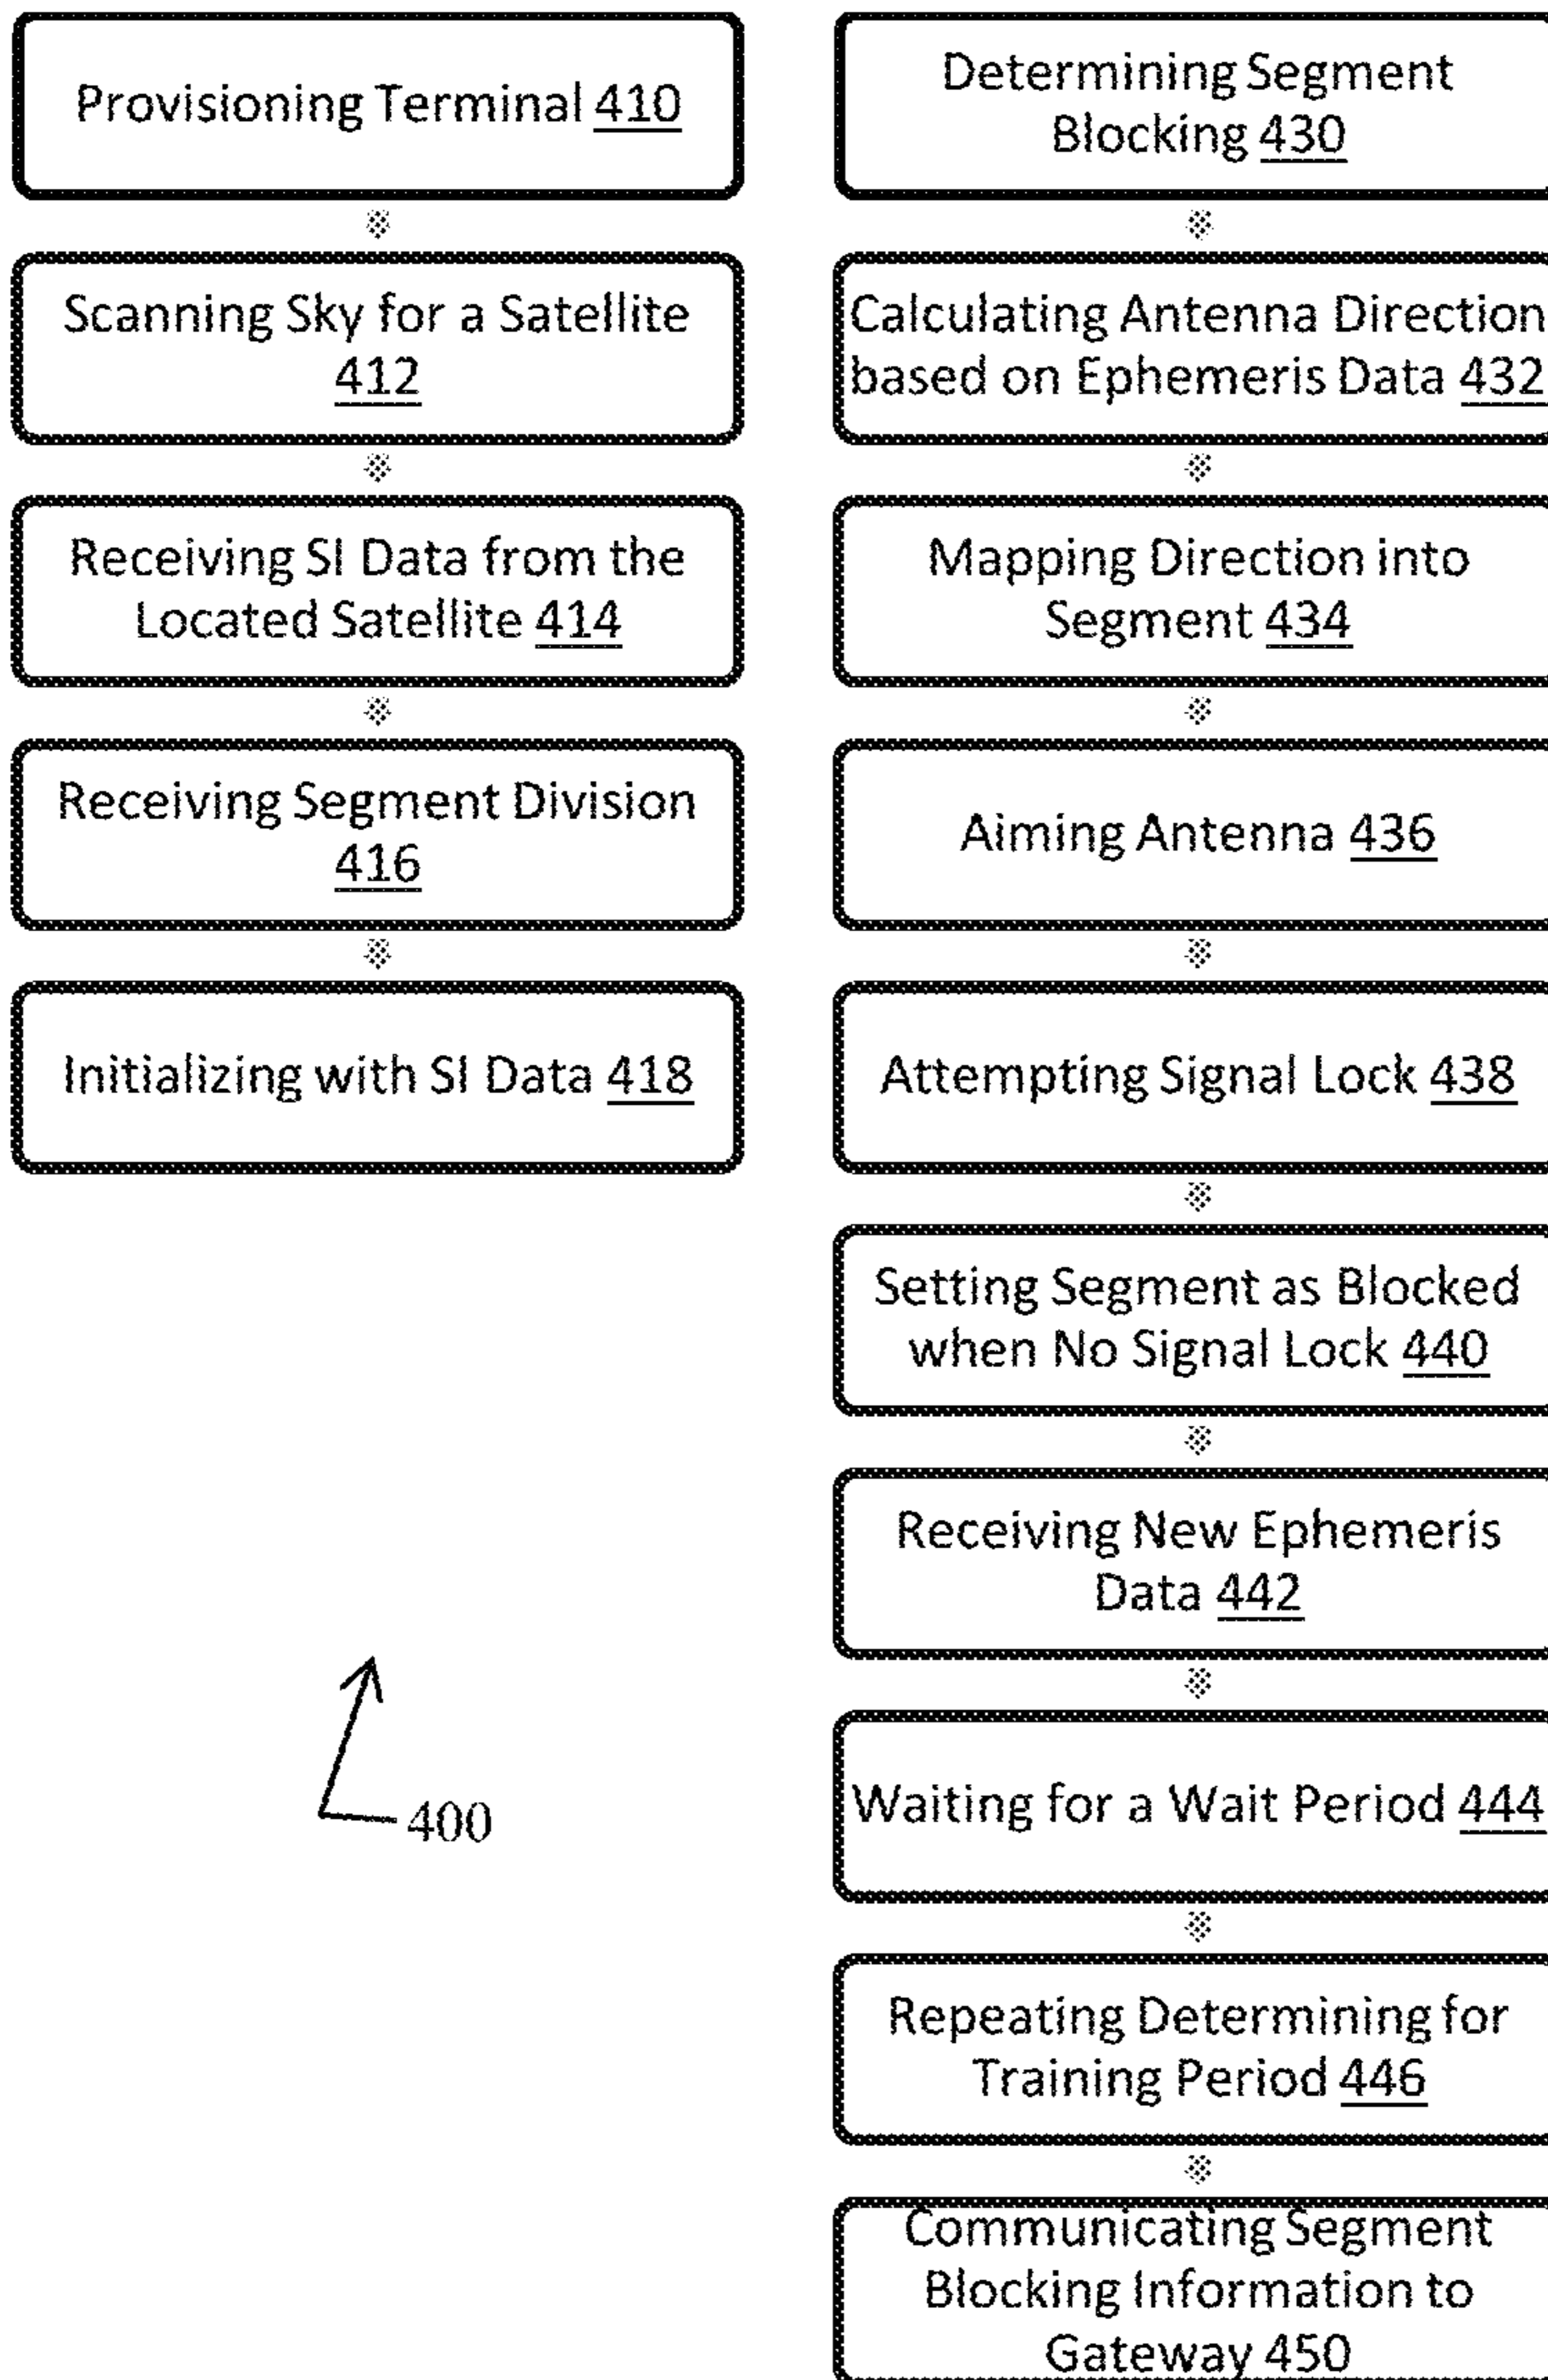 Provisioning Terminal 410
Scanning Sky for a Satellite
412
Receiving SI Data from the
Located Satellite 414
Receiving Segment Division
416
Initializing with SI Data 418
400
Determining Segment
Blocking 430
Calculating Antenna Direction
based on Ephemeris Data 432
Mapping Direction into
Segment 434
Aiming Antenna 436
Attempting Signal Lock 438
Setting Segment as Blocked
when No Signal Lock 440
Receiving New Ephemeris
Data 442
Waiting for a Wait Period 444
Repeating Determining for
Training Period 446
Communicating Segment
Blocking Information to
Gateway 450